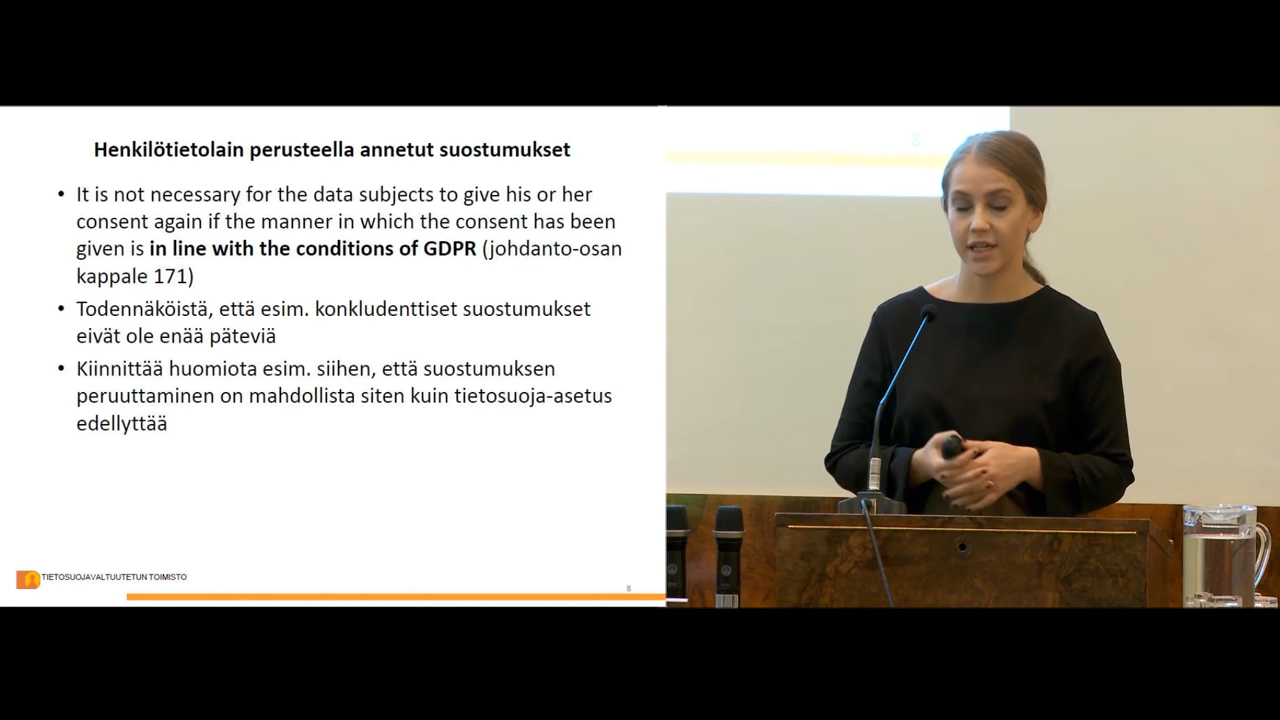 Henkilötietolain perusteella annetut suostumukset
• It is not necessary for the data subjects to give his or her
consent again if the manner in which the consent has been
given is in line with the conditions of GDPR (johdanto-osan
kappale 171)
• Todennäköistä, että esim. konkludenttiset suostumukset
eivät ole enää päteviä
• Kiinnittää huomiota esim. siihen, että suostumuksen
peruuttaminen on mahdollista siten kuin tietosuoja-asetus
edellyttää
TIETOSUOJAVALTUUTETUN TOIMISTO
8
8